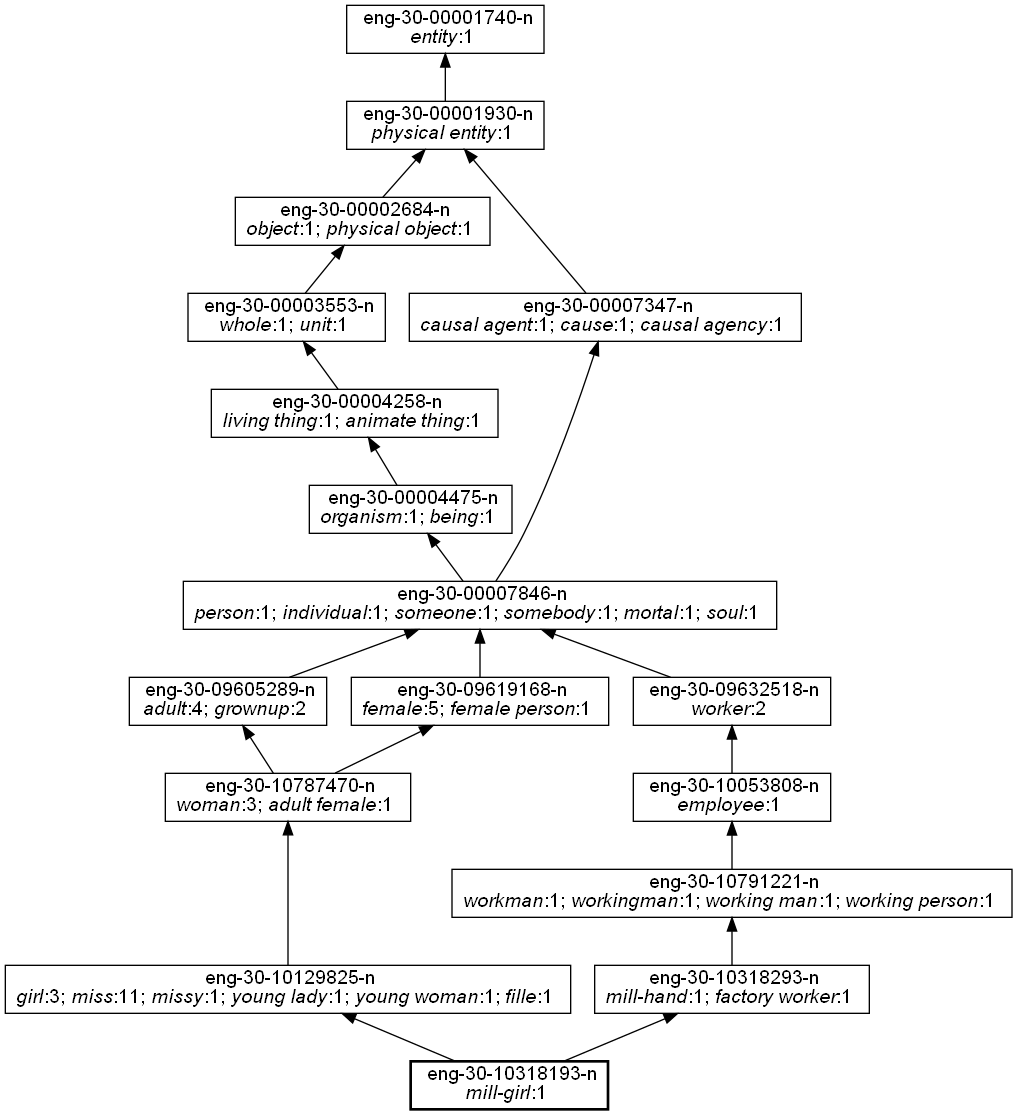 eng-30-00001740-n
entity:1
eng-30-00001930-n
physical entity:1
eng-30-00002684-n
object:1; physical object:1
eng-30-00003553-n
whole:1; unit:1
eng-30-00007347-n
causal agent:1; cause:1; causal agency:1
eng-30-00004258-n
living thing:1; animate thing:1
eng-30-00004475-n
organism:1; being:1
eng-30-00007846-n
person:1; individual:1; someone:1; somebody:1; mortal:1; soul:1
eng-30-09605289-n
adult:4; grownup:2
eng-30-09619168-n
female:5; female person:1
eng-30-09632518-n
worker:2
eng-30-10787470-n
woman:3; adult female:1
eng-30-10053808-n
employee:1
eng-30-10791221-n
workman:1; workingman:1; working man:1; working person:1
eng-30-10129825-n
girl:3; miss:11; missy:1; young lady:1; young woman:1; fille:1
eng-30-10318293-n
mill-hand:1; factory worker:1
eng-30-10318193-n
mill-girl:1